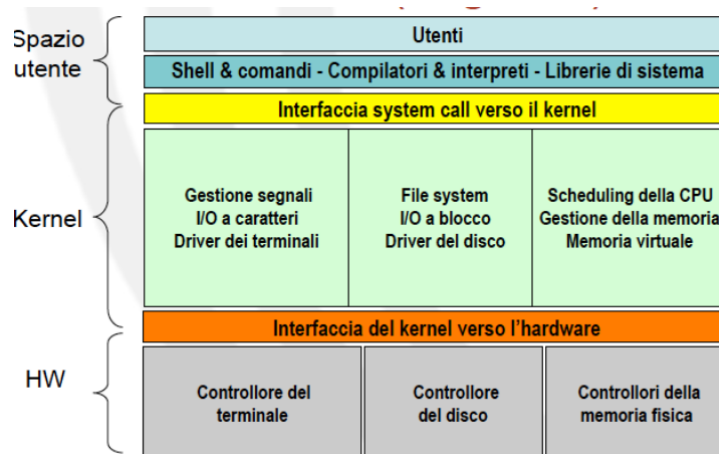 Spazio
utente
Utenti
Shell & comandi - Compilatori & interpreti - Librerie di sistema
Interfaccia system call verso il kernel
Kernel
Gestione segnali
I/O a caratteri
Driver dei terminali
File system
I/O a blocco
Driver del disco
Scheduling della CPU
Gestione della memoria
Memoria virtuale
Interfaccia del kernel verso l'hardware
HW
Controllore del
terminale
Controllore
del disco
Controllori della
memoria fisica